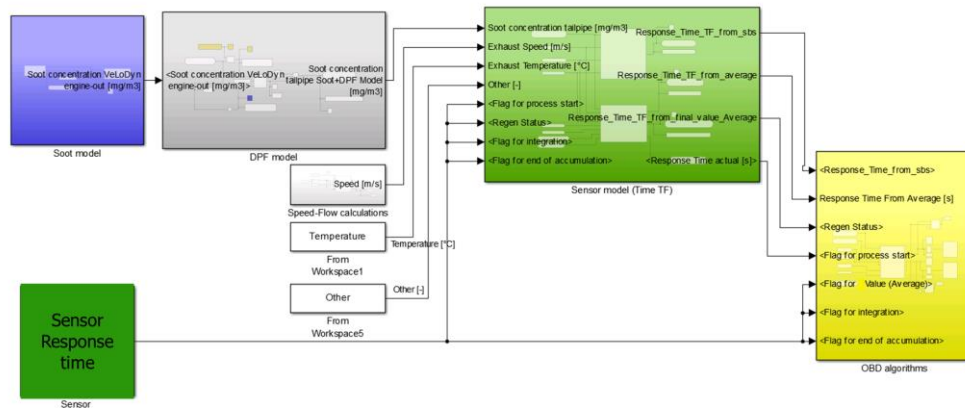 Soot concentration VeLoDyn
engine-out [mg/m3]
Soot model
<Soot concentration VeLoDyn
engine-out [mg/m3]>
Soot concentration
tailpipe Soot+DPF Model
[mg/m3]
DPF model
Speed [m/s]
Speed-Flow calculations
Temperature
Temperature [°C]
From
Workspace1
Other
Other [-]
From
Workspace5
Sensor
Response
time
Sensor
Soot concentration tailpipe [mg/m3]
Exhaust Speed [m/s]
Exhaust Temperature [°C]
Other [-]
<Flag for process start>
<Regen Status>
<Flag for integration>
<Flag for end of accumulation>
Response_Time_TF_from_sbs
Response_Time_TF_from_average
Response_Time_TF_from_final_value_Average
<Response Time actual [s]>
Sensor model (Time TF)
<Response_Time_from_sbs>
Response Time From Average [s]
<Regen Status>
<Flag for process start>
<Flag for Value (Average)>
<Flag for integration>
<Flag for end of accumulation>
OBD algorithms